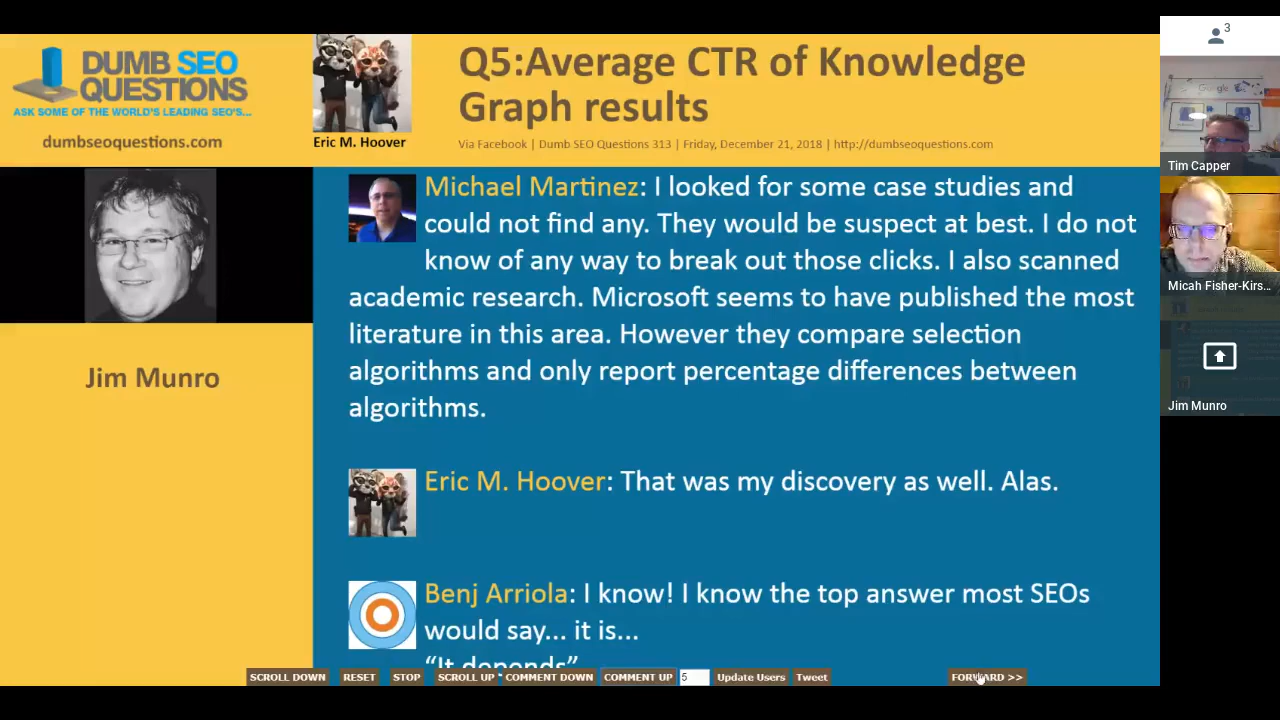 DUMB SEO
QUESTIONS
ASK SOME OF THE WORLD'S LEADING SEO'S...
dumbseoquestions.com
Eric M. Hoover
Q5:Average CTR of Knowledge
Graph results
Via Facebook | Dumb SEO Questions 313 | Friday, December 21, 2018 | http://dumbseoquestions.com
Jim Munro
Michael Martinez: I looked for some case studies and
could not find any. They would be suspect at best. I do not
know of any way to break out those clicks. I also scanned
academic research. Microsoft seems to have published the most
literature in this area. However they compare selection
algorithms and only report percentage differences between
algorithms.
Eric M. Hoover: That was my discovery as well. Alas.
Benj Arriola: I know! I know the top answer most SEOs
would say... it is...
“It depends”
SCROLL DOWN RESET STOP SCROLL UP COMMENT DOWN COMMENT UP 5 Update Users Tweet FORWARD >>
3
Google
Tim Capper
Micah Fisher-Kirs...
Jim Munro